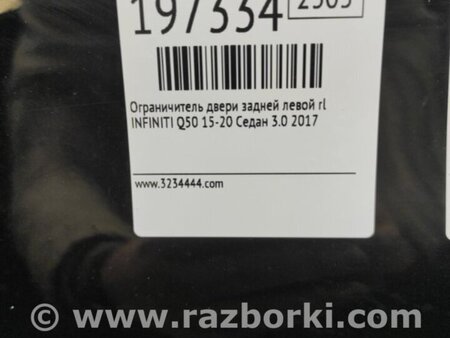 197334 2305
Ограничитель двери задней левой rl
INFINITI Q50 15-20 Седан 3.0 2017
www.3234444.com
© www.razborki.com